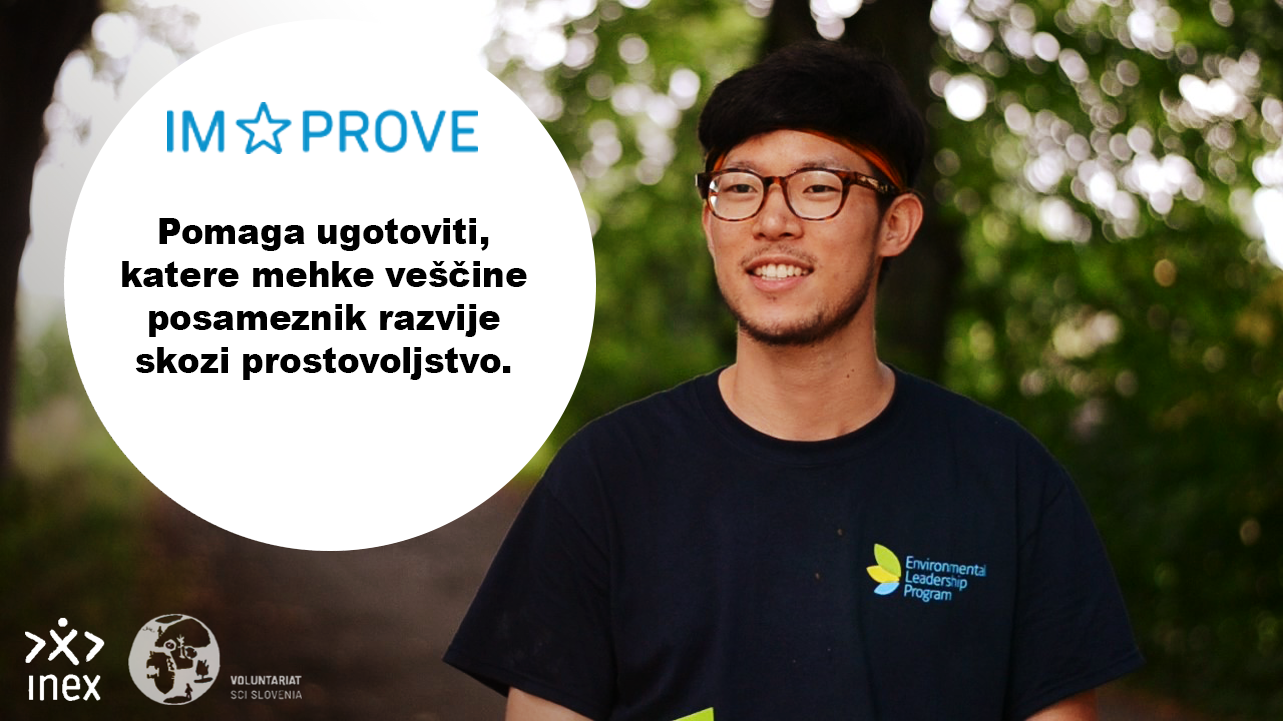 IM PROVE
Pomaga ugotoviti,
katere mehke veščine
posameznik razvije
skozi prostovoljstvo.
Environmental
Leadership
Program
inex
VOLUNTARIAT
SCI SLOVENIA